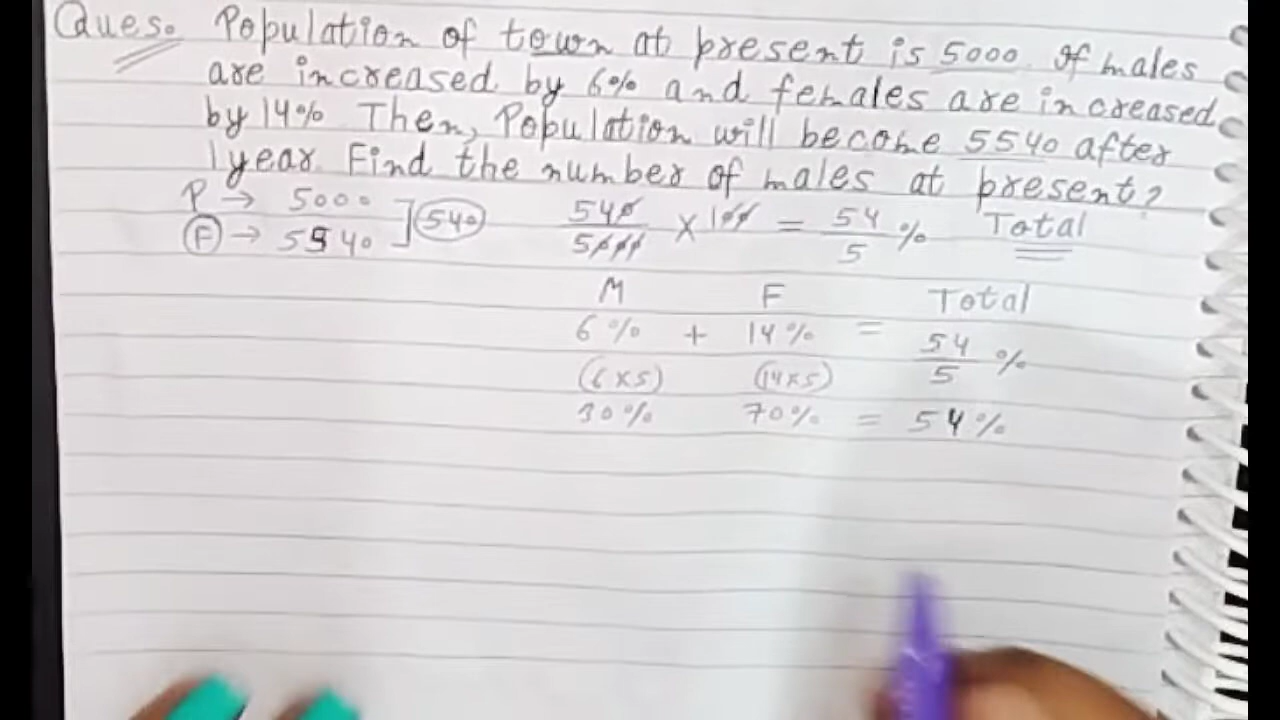 Ques. Population of town at present is 5000. If males
are increased by 6% and females are increased
by 14% Then, Population will become 5540 after
1 year. Find the number of males at present?
P → 5000
F → 5540 ] 540
540/5000 × 100 = 54/5 % Total
M F Total
6% + 14% = 54/5 %
(6×5) (14×5)
30% 70% = 54%